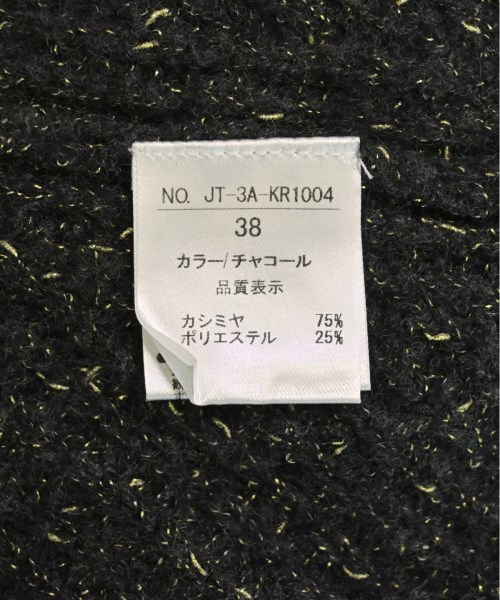 NO. JT-3A-KR1004
38
カラー/チャコール
品質表示
カシミヤ 75%
ポリエステル 25%